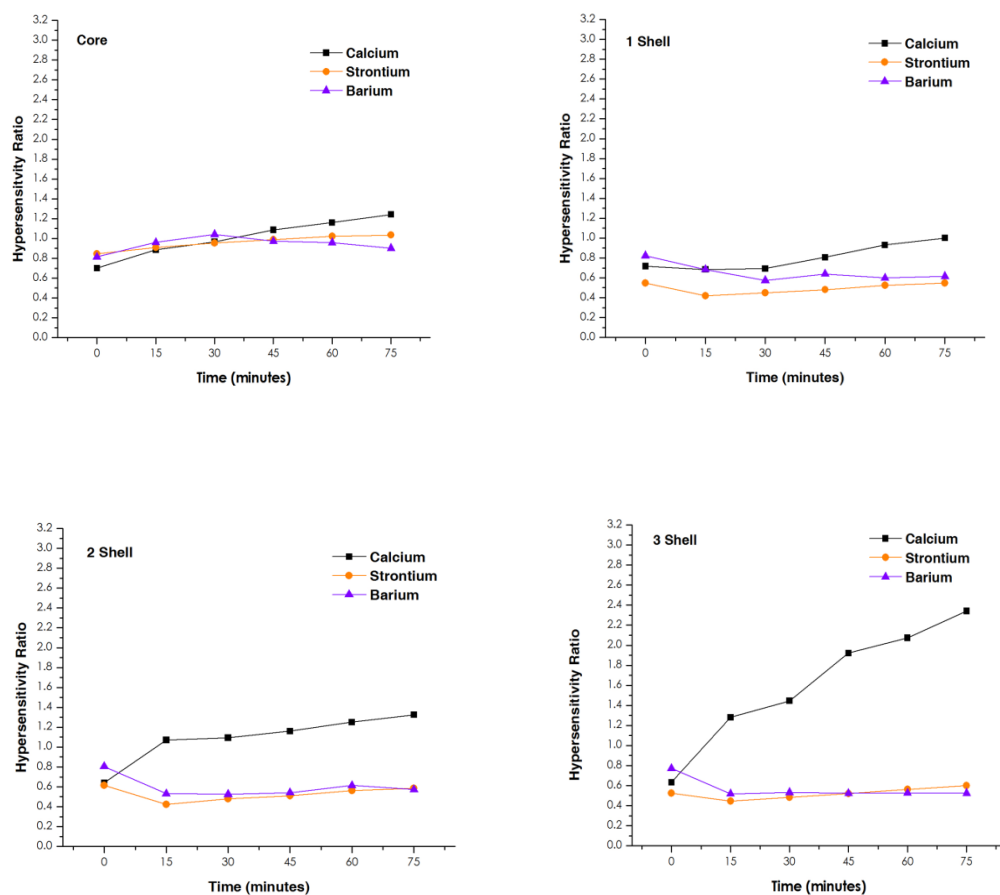 Core
Calcium
Strontium
Barium
3.2
3.0
2.8
2.6
2.4
2.2
2.0
1.8
1.6
1.4
1.2
1.0
0.8
0.6
0.4
0.2
0.0
Hypersensitivity Ratio
0 15 30 45 60 75
Time (minutes)
1 Shell
Calcium
Strontium
Barium
3.2
3.0
2.8
2.6
2.4
2.2
2.0
1.8
1.6
1.4
1.2
1.0
0.8
0.6
0.4
0.2
0.0
Hypersensitivity Ratio
0 15 30 45 60 75
Time (minutes)
2 Shell
Calcium
Strontium
Barium
3.2
3.0
2.8
2.6
2.4
2.2
2.0
1.8
1.6
1.4
1.2
1.0
0.8
0.6
0.4
0.2
0.0
Hypersensitivity Ratio
0 15 30 45 60 75
Time (minutes)
3 Shell
Calcium
Strontium
Barium
3.2
3.0
2.8
2.6
2.4
2.2
2.0
1.8
1.6
1.4
1.2
1.0
0.8
0.6
0.4
0.2
0.0
Hypersensitivity Ratio
0 15 30 45 60 75
Time (minutes)